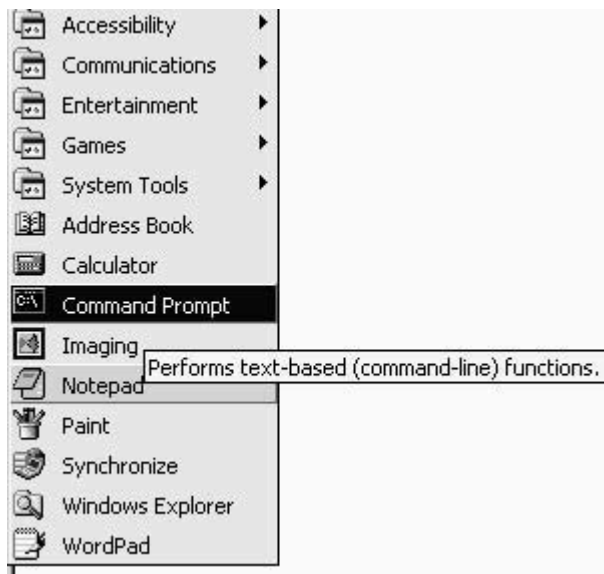 Accessibility
Communications
Entertainment
Games
System Tools
Address Book
Calculator
C:\
Command Prompt
Imaging
Performs text-based (command-line) functions.
Notepad
Paint
Synchronize
Windows Explorer
WordPad